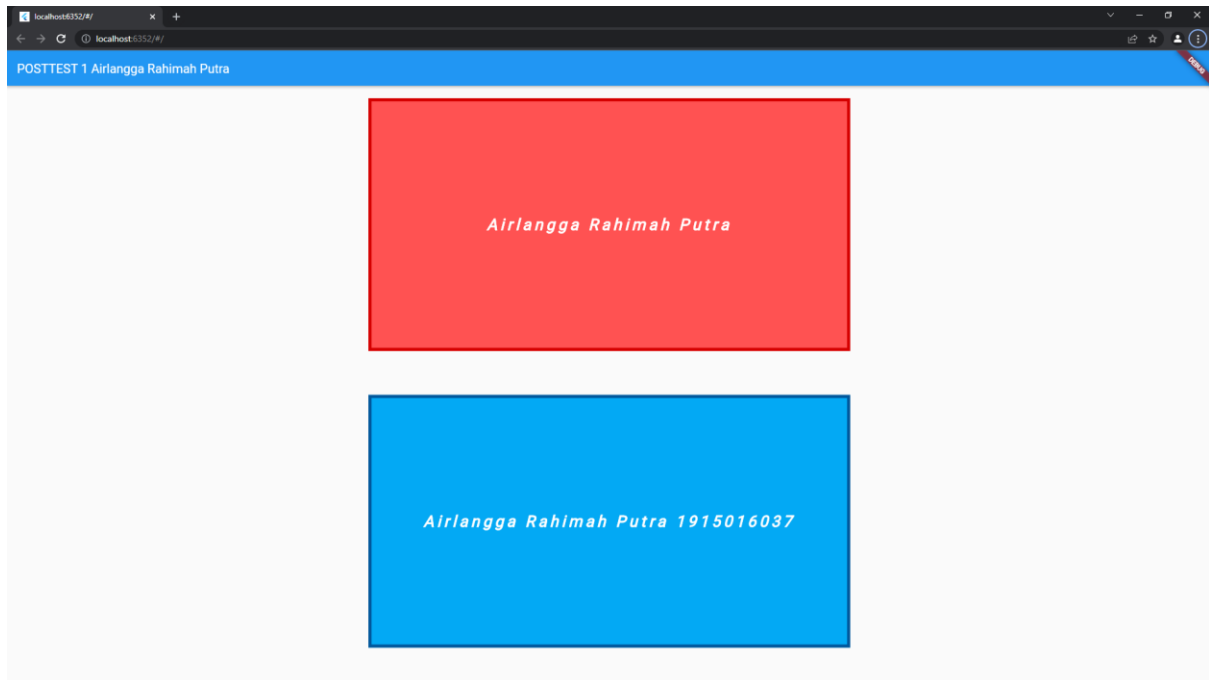 localhost:6352/#/
localhost:6352/#/
POSTTEST 1 Airlangga Rahimah Putra
DEBUG
Airlangga Rahimah Putra
Airlangga Rahimah Putra 1915016037